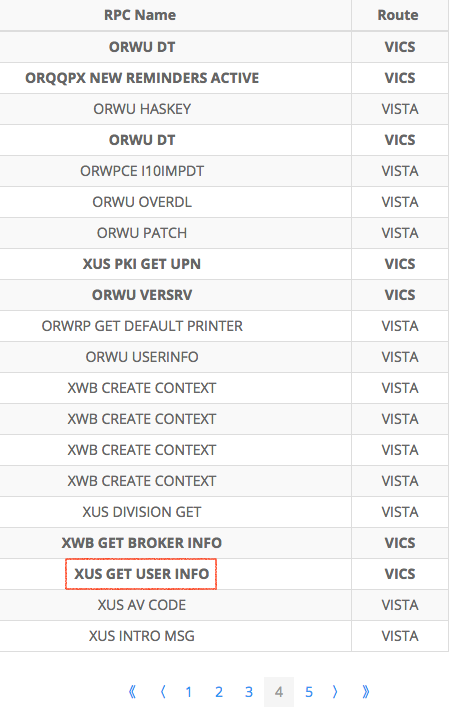 RPC Name Route
ORWU DT VICS
ORQQPX NEW REMINDERS ACTIVE VICS
ORWU HASKEY VISTA
ORWU DT VICS
ORWPCE I10IMPDT VISTA
ORWU OVERDL VISTA
ORWU PATCH VISTA
XUS PKI GET UPN VICS
ORWU VERSRV VICS
ORWRP GET DEFAULT PRINTER VISTA
ORWU USERINFO VISTA
XWB CREATE CONTEXT VISTA
XWB CREATE CONTEXT VISTA
XWB CREATE CONTEXT VISTA
XWB CREATE CONTEXT VISTA
XUS DIVISION GET VISTA
XWB GET BROKER INFO VICS
XUS GET USER INFO VICS
XUS AV CODE VISTA
XUS INTRO MSG VISTA
《 〈 1 2 3 4 5 〉 》